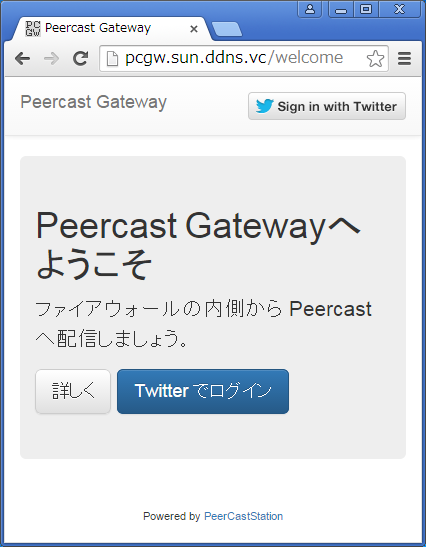 Peercast Gateway
pcgw.sun.ddns.vc/welcome
Peercast Gateway
Sign in with Twitter
Peercast Gatewayへ
ようこそ
ファイアウォールの内側から Peercast
へ配信しましょう。
詳しく
Twitter でログイン
Powered by PeerCastStation